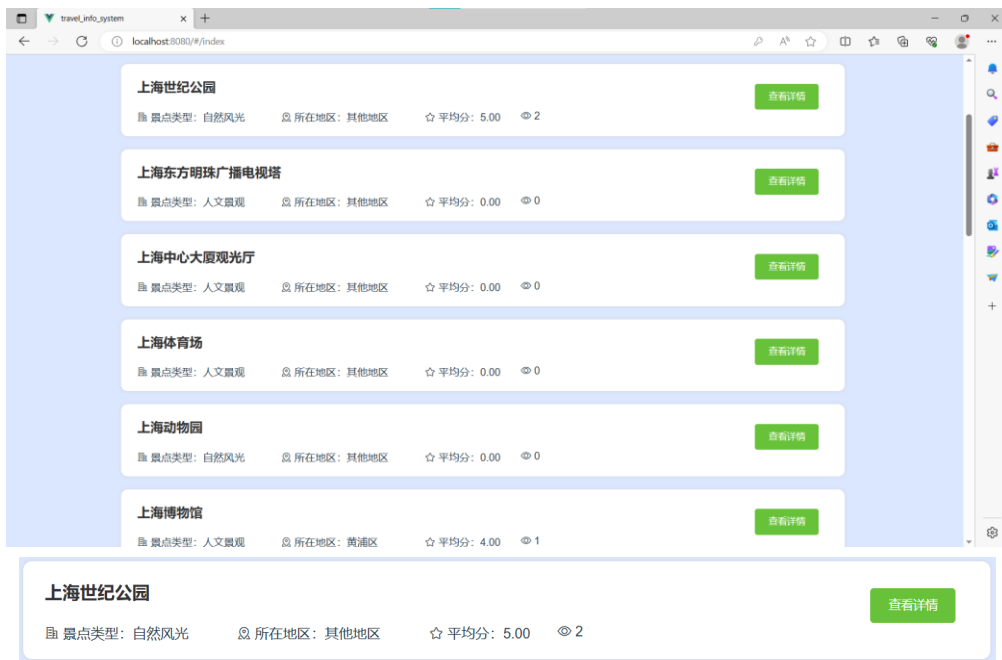 travel_info_system
localhost:8080/#/index
上海世纪公园
查看详情
景点类型：自然风光 所在地区：其他地区 平均分：5.00 2
上海东方明珠广播电视塔
查看详情
景点类型：人文景观 所在地区：其他地区 平均分：0.00 0
上海中心大厦观光厅
查看详情
景点类型：人文景观 所在地区：其他地区 平均分：0.00 0
上海体育场
查看详情
景点类型：人文景观 所在地区：其他地区 平均分：0.00 0
上海动物园
查看详情
景点类型：自然风光 所在地区：其他地区 平均分：0.00 0
上海博物馆
查看详情
景点类型：人文景观 所在地区：黄浦区 平均分：4.00 1
上海世纪公园
查看详情
景点类型：自然风光 所在地区：其他地区 平均分：5.00 2